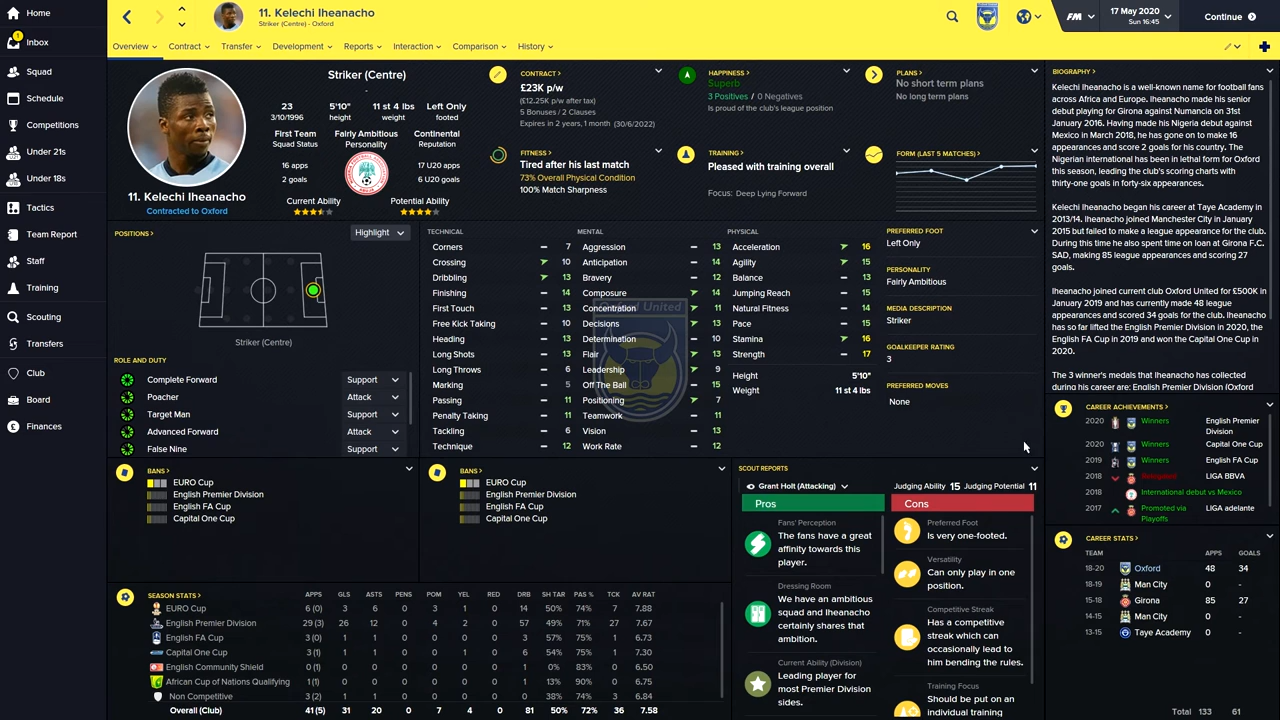 Home
Inbox
1
Squad
Schedule
Competitions
Under 21s
Under 18s
Tactics
Team Report
Staff
Training
Scouting
Transfers
Club
Board
Finances
11. Kelechi Iheanacho
Striker (Centre) - Oxford
FM
17 May 2020
Sun 16:45
Continue
Overview
Contract
Transfer
Development
Reports
Interaction
Comparison
History
11. Kelechi Iheanacho
Contracted to Oxford
Striker (Centre)
-
23 5'10" 11 st 4 lbs Left Only
3/10/1996 height weight footed
First Team Fairly Ambitious Continental
Squad Status Personality Reputation
16 apps 17 U20 apps
2 goals 6 U20 goals
Current Ability Potential Ability
CONTRACT >
£23K p/w
(£12.25K p/w after tax)
5 Bonuses / 2 Clauses
Expires in 2 years, 1 month (30/6/2022)
HAPPINESS >
Superb
3 Positives / 0 Negatives
Is proud of the club's league position
PLANS >
No short term plans
No long term plans
FITNESS >
Tired after his last match
73% Overall Physical Condition
100% Match Sharpness
TRAINING >
Pleased with training overall
Focus: Deep Lying Forward
FORM (LAST 5 MATCHES) >
POSITIONS >
Highlight
Striker (Centre)
ROLE AND DUTY
Complete Forward Support
Poacher Attack
Target Man Support
Advanced Forward Attack
False Nine Support
TECHNICAL
Corners 7
Crossing 10
Dribbling 13
Finishing 14
First Touch 13
Free Kick Taking 10
Heading 13
Long Shots 13
Long Throws 6
Marking 5
Passing 11
Penalty Taking 11
Tackling 6
Technique 12
MENTAL
Aggression 13
Anticipation 14
Bravery 12
Composure 14
Concentration 11
Decisions 13
Determination 10
Flair 13
Leadership 9
Off The Ball 15
Positioning 7
Teamwork 11
Vision 13
Work Rate 12
Oxford United
PHYSICAL
Acceleration 16
Agility 15
Balance 13
Jumping Reach 15
Natural Fitness 14
Pace 15
Stamina 16
Strength 17
Height 5'10"
Weight 11 st 4 lbs
PREFERRED FOOT
Left Only
PERSONALITY
Fairly Ambitious
MEDIA DESCRIPTION
Striker
GOALKEEPER RATING
3
PREFERRED MOVES
None
BANS >
EURO Cup
English Premier Division
English FA Cup
Capital One Cup
BANS >
EURO Cup
English Premier Division
English FA Cup
Capital One Cup
SEASON STATS > APPS GLS ASTS PENS POM YEL RED DRB SH TAR PAS % TCK AV RAT
EURO Cup 6 (0) 3 6 0 3 1 0 14 50% 74% 7 7.88
English Premier Division 29 (3) 26 12 0 4 2 0 57 49% 71% 27 7.67
English FA Cup 3 (0) 1 1 0 0 0 0 3 57% 75% 1 6.73
Capital One Cup 3 (1) 1 1 0 0 1 0 6 54% 75% 1 7.30
English Community Shield 0 (1) 0 0 0 0 0 0 1 0% 83% 0 6.50
African Cup of Nations Qualifying 1 (1) 0 0 0 0 0 0 1 13% 90% 0 6.75
Non Competitive 3 (2) 1 1 0 0 0 0 0 38% 74% 3 6.84
Overall (Club) 41 (5) 31 20 0 7 4 0 81 50% 72% 36 7.58
SCOUT REPORTS
Grant Holt (Attacking) Judging Ability 15 Judging Potential 11
Pros
Fans' Perception
The fans have a great
affinity towards this
player.
Dressing Room
We have an ambitious
squad and Iheanacho
certainly shares that
ambition.
Current Ability (Division)
Leading player for
most Premier Division
sides.
Cons
Preferred Foot
Is very one-footed.
Versatility
Can only play in one
position.
Competitive Streak
Has a competitive
streak which can
occasionally lead to
him bending the rules.
Training Focus
Should be put on an
individual training
BIOGRAPHY >
Kelechi Iheanacho is a well-known name for football
fans across Africa and Europe. Iheanacho made his senior
debut playing for Girona against Numancia on 31st
January 2016. Having made his Nigeria debut against
Mexico in March 2018, he has gone on to make 16
appearances and score 2 goals for his country. The
Nigerian international has been in lethal form for Oxford
this season, leading the club's scoring charts with
thirty-one goals in forty-six appearances.
Kelechi Iheanacho began his career at Taye Academy in
2013/14. Iheanacho joined Manchester City in January
2015 but failed to make a league appearance for the club.
During this time he also spent time on loan at Girona F.C.
SAD, making 85 league appearances and scoring 27
goals.
Iheanacho joined current club Oxford United for £500K in
January 2019 and has currently made 48 league
appearances and scored 34 goals for the club. Iheanacho
has so far lifted the English Premier Division in 2020, the
English FA Cup in 2019 and won the Capital One Cup in
2020.
The 3 winner's medals that Iheanacho has collected
during his career are: English Premier Division (Oxford
CAREER ACHIEVEMENTS >
2020 Winners English Premier
Division
2020 Winners Capital One Cup
2019 Winners English FA Cup
2018 Relegated LIGA BBVA
2018 International debut vs Mexico
2017 Promoted via LIGA adelante
Playoffs
CAREER STATS >
TEAM APPS GOALS
18-20 Oxford 48 34
18-19 Man City 0 -
15-18 Girona 85 27
14-15 Man City 0 -
13-15 Taye Academy 0 -
Total 133 61